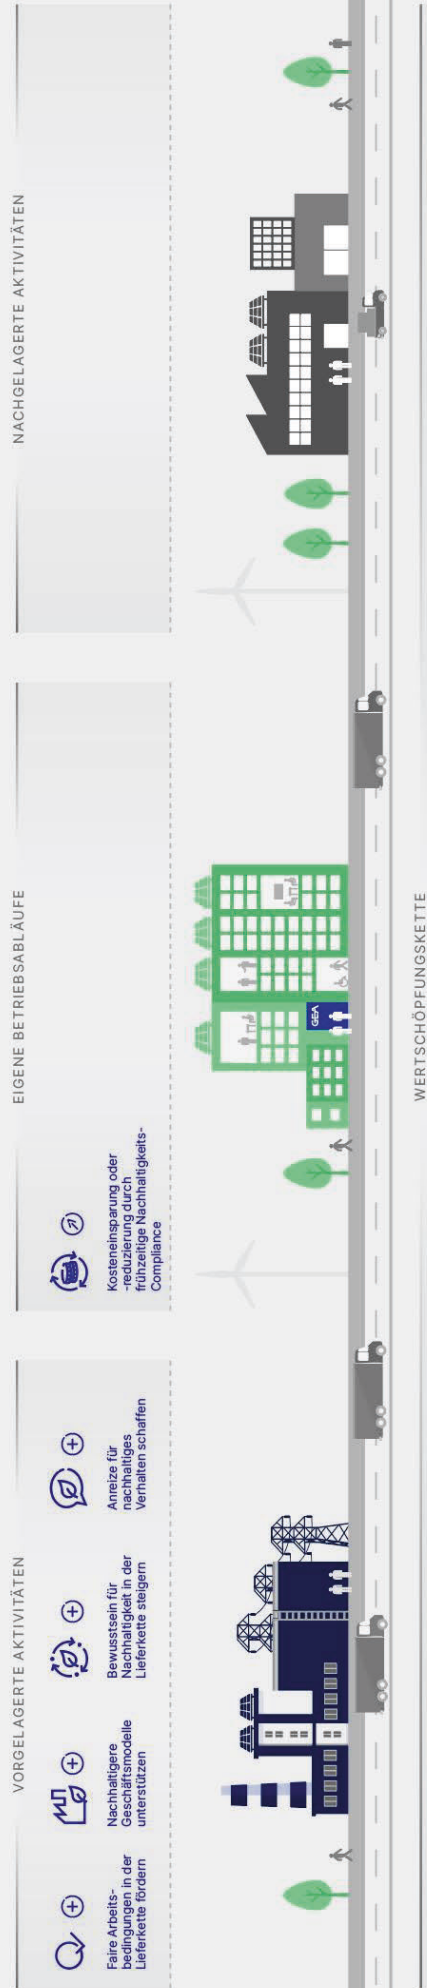 VORGELAGERTE AKTIVITÄTEN
Faire Arbeits-
bedingungen in der
Lieferkette fördern
Nachhaltigere
Geschäftsmodelle
unterstützen
Bewusstsein für
Nachhaltigkeit in der
Lieferkette steigern
Anreize für
nachhaltiges
Verhalten schaffen
EIGENE BETRIEBSABLÄUFE
Kosteneinsparung oder
-reduzierung durch
frühzeitige Nachhaltigkeits-
Compliance
NACHGELAGERTE AKTIVITÄTEN
GEA
WERTSCHÖPFUNGSKETTE